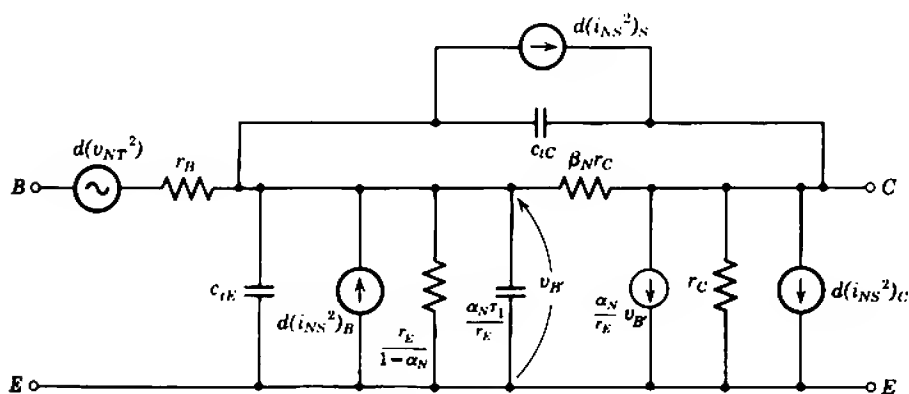 d(i_NS²)_S
c_tC
d(v_NT²)
r_B
β_N r_C
B
C
c_tE
d(i_NS²)_B
r_E
1−α_N
α_N τ_1
r_E
v_B'
α_N
r_E
v_B'
r_C
d(i_NS²)_C
E
E